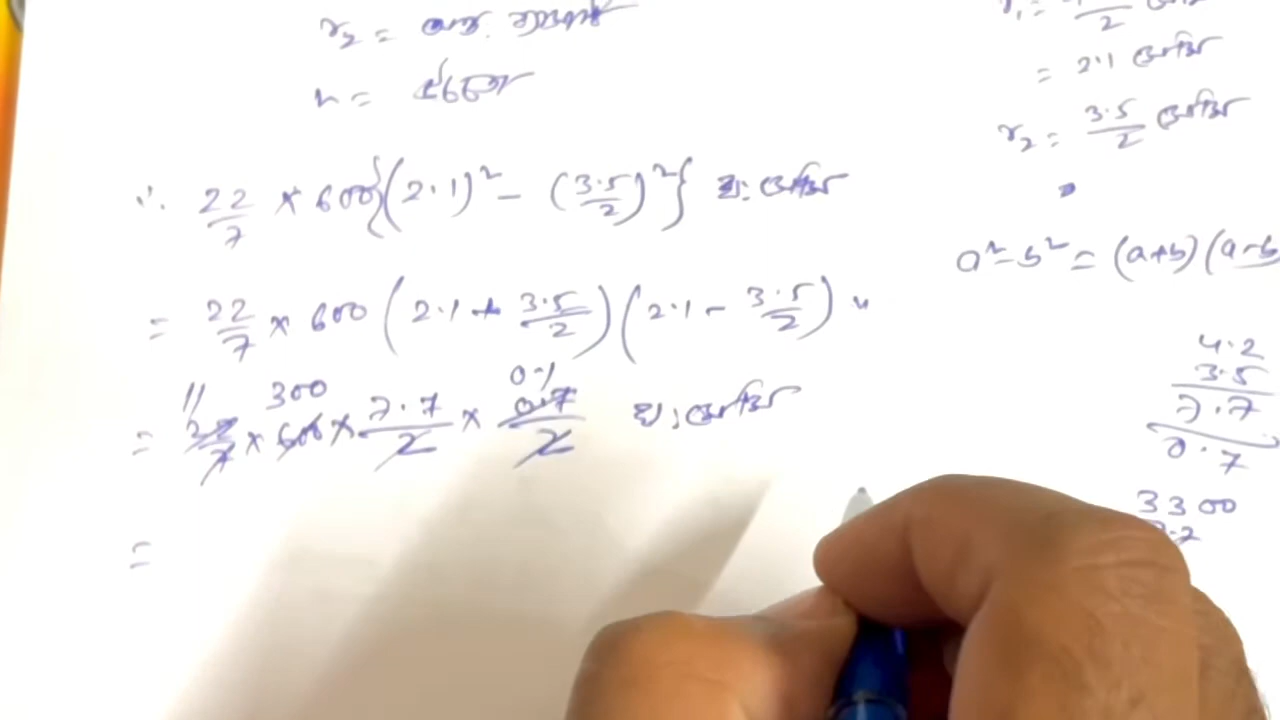 r₂ =
h =
∴ 22/7 × 600{(2.1)² − (3.5/2)²} ঘ: সেমি
= 22/7 × 600 (2.1 + 3.5/2)(2.1 − 3.5/2) "
11 300 0.1
= 22/7 × 600 × 7.7/2 × 0.7/2 ঘ: সেমি
=
= 2.1 সেমি
r₂ = 3.5/2 সেমি
a² − b² = (a+b)(a−b
4.2
3.5
7.7
0.7
3300